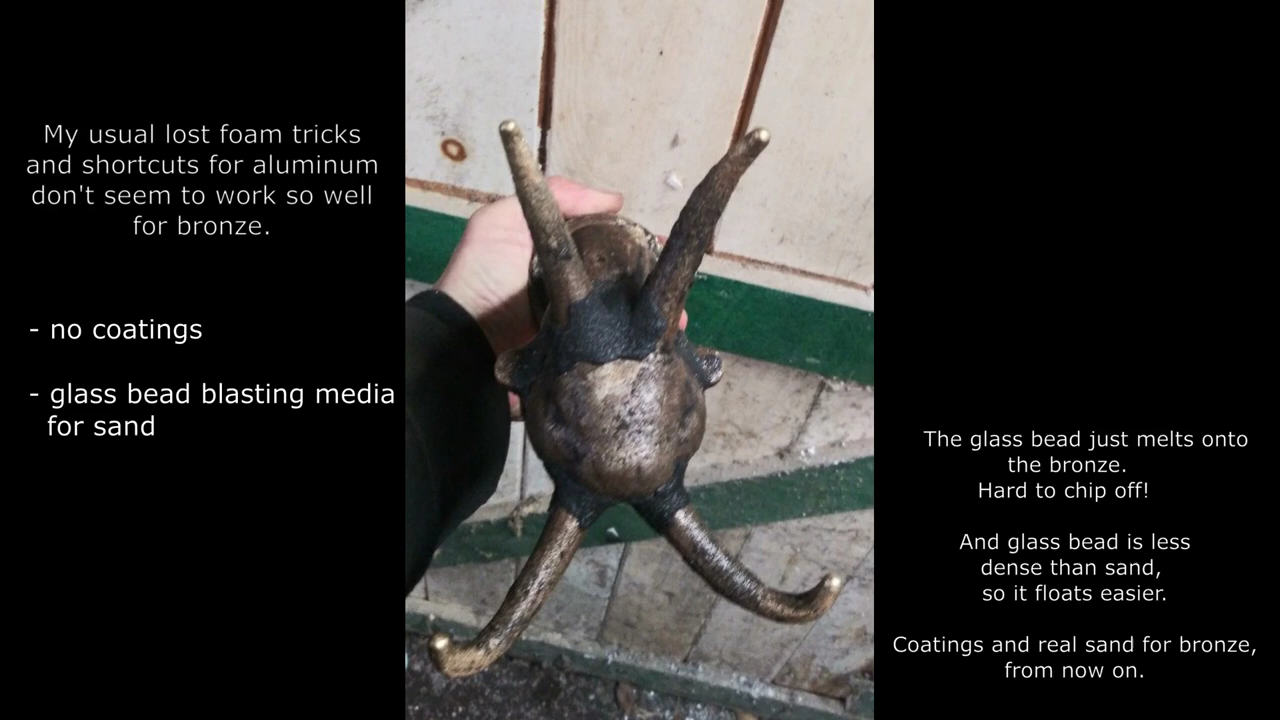 My usual lost foam tricks
and shortcuts for aluminum
don't seem to work so well
for bronze.
- no coatings
- glass bead blasting media
for sand
The glass bead just melts onto
the bronze.
Hard to chip off!
And glass bead is less
dense than sand,
so it floats easier.
Coatings and real sand for bronze,
from now on.